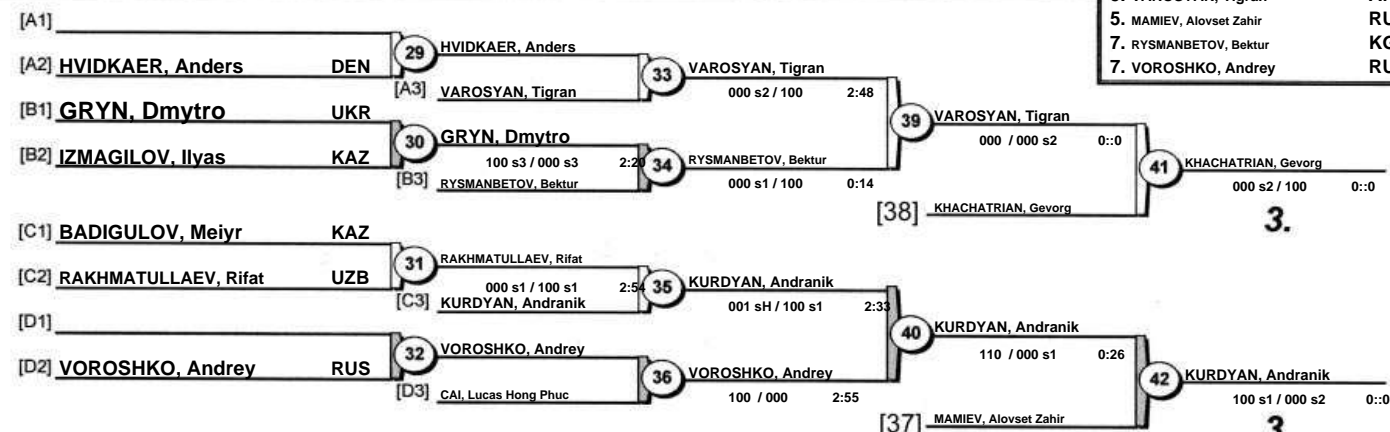 5. MAMIEV, Alovset Zahir
7. RYSMANBETOV, Bektur
7. VOROSHKO, Andrey
[A1]
[A2] HVIDKAER, Anders DEN
29 HVIDKAER, Anders
[A3] VAROSYAN, Tigran
33 VAROSYAN, Tigran
000 s2 / 100 2:48
[B1] GRYN, Dmytro UKR
[B2] IZMAGILOV, Ilyas KAZ
30 GRYN, Dmytro
100 s3 / 000 s3 2:20
[B3] RYSMANBETOV, Bektur
34 RYSMANBETOV, Bektur
000 s1 / 100 0:14
39 VAROSYAN, Tigran
000 / 000 s2 0::0
[38] KHACHATRIAN, Gevorg
41 KHACHATRIAN, Gevorg
000 s2 / 100 0::0
3.
[C1] BADIGULOV, Meiyr KAZ
[C2] RAKHMATULLAEV, Rifat UZB
31 RAKHMATULLAEV, Rifat
000 s1 / 100 s1 2:54
[C3] KURDYAN, Andranik
35 KURDYAN, Andranik
001 sH / 100 s1 2:33
[D1]
[D2] VOROSHKO, Andrey RUS
32 VOROSHKO, Andrey
[D3] CAI, Lucas Hong Phuc
36 VOROSHKO, Andrey
100 / 000 2:55
40 KURDYAN, Andranik
110 / 000 s1 0:26
[37] MAMIEV, Alovset Zahir
42 KURDYAN, Andranik
100 s1 / 000 s2 0::0
3.